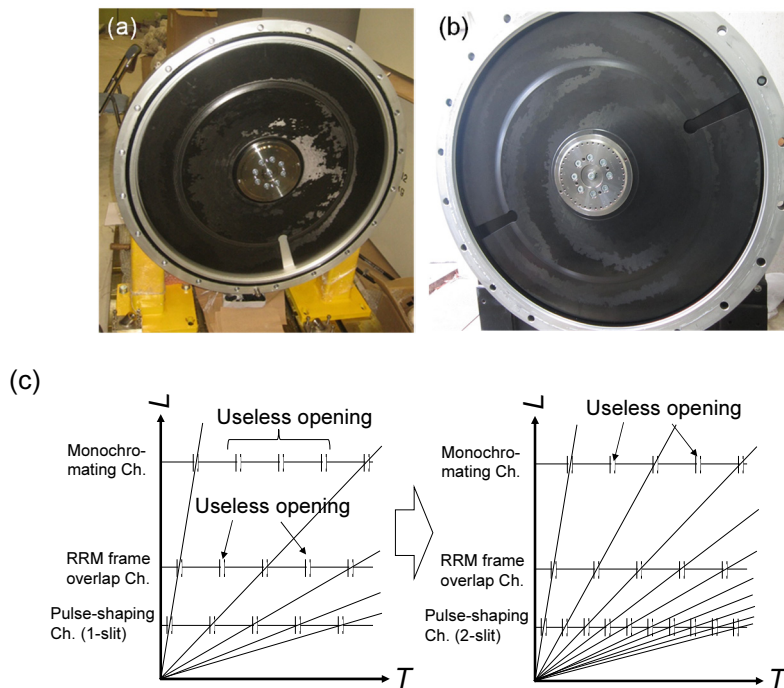 (a)
(b)
(c)
L
Useless opening
Monochro-
mating Ch.
Useless opening
RRM frame
overlap Ch.
Pulse-shaping
Ch. (1-slit)
T
L
Useless opening
Monochro-
mating Ch.
RRM frame
overlap Ch.
Pulse-shaping
Ch. (2-slit)
T